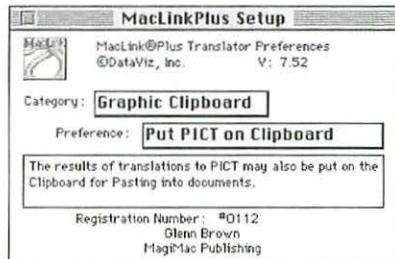 MacLinkPlus Setup
MacLink
MacLink®Plus Translator Preferences
©DataViz, Inc. V: 7.52
Category: Graphic Clipboard
Preference: Put PICT on Clipboard
The results of translations to PICT may also be put on the
Clipboard for Pasting into documents.
Registration Number: #0112
Glenn Brown
MagiMac Publishing